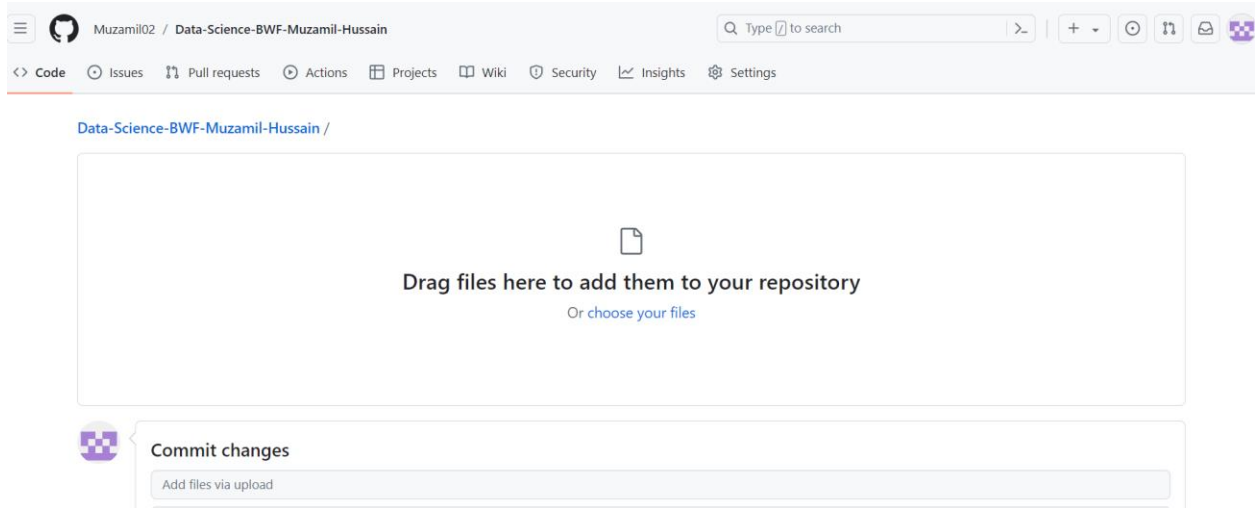 Muzamil02 / Data-Science-BWF-Muzamil-Hussain
Type / to search
Code Issues Pull requests Actions Projects Wiki Security Insights Settings
Data-Science-BWF-Muzamil-Hussain /
Drag files here to add them to your repository
Or choose your files
Commit changes
Add files via upload